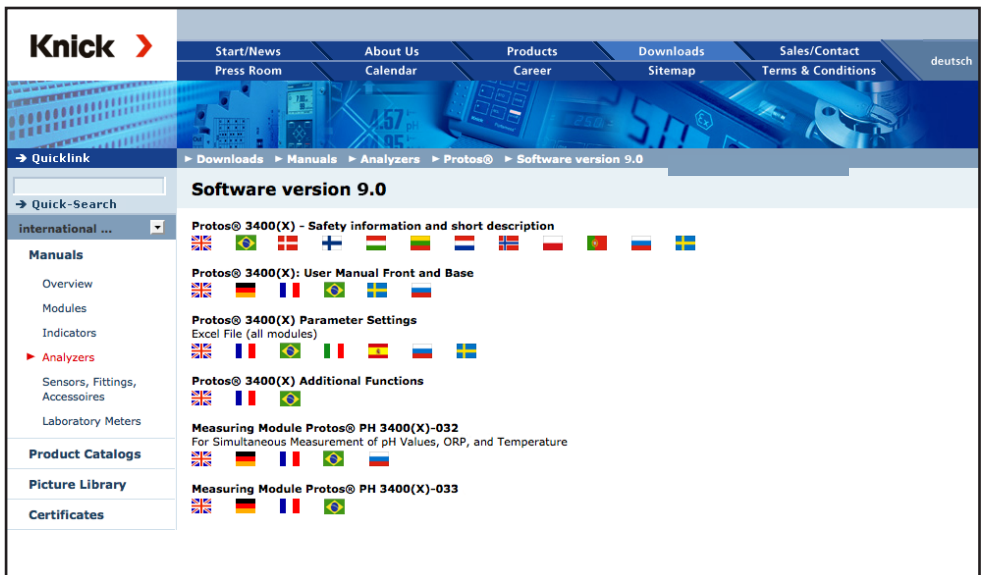 Knick
Start/News About Us Products Downloads Sales/Contact
Press Room Calendar Career Sitemap Terms & Conditions
deutsch
➔ Quicklink
► Downloads ► Manuals ► Analyzers ► Protos® ► Software version 9.0
➔ Quick-Search
international ...
Manuals
Overview
Modules
Indicators
► Analyzers
Sensors, Fittings,
Accessoires
Laboratory Meters
Product Catalogs
Picture Library
Certificates
Software version 9.0
Protos® 3400(X) - Safety information and short description
Protos® 3400(X): User Manual Front and Base
Protos® 3400(X) Parameter Settings
Excel File (all modules)
Protos® 3400(X) Additional Functions
Measuring Module Protos® PH 3400(X)-032
For Simultaneous Measurement of pH Values, ORP, and Temperature
Measuring Module Protos® PH 3400(X)-033